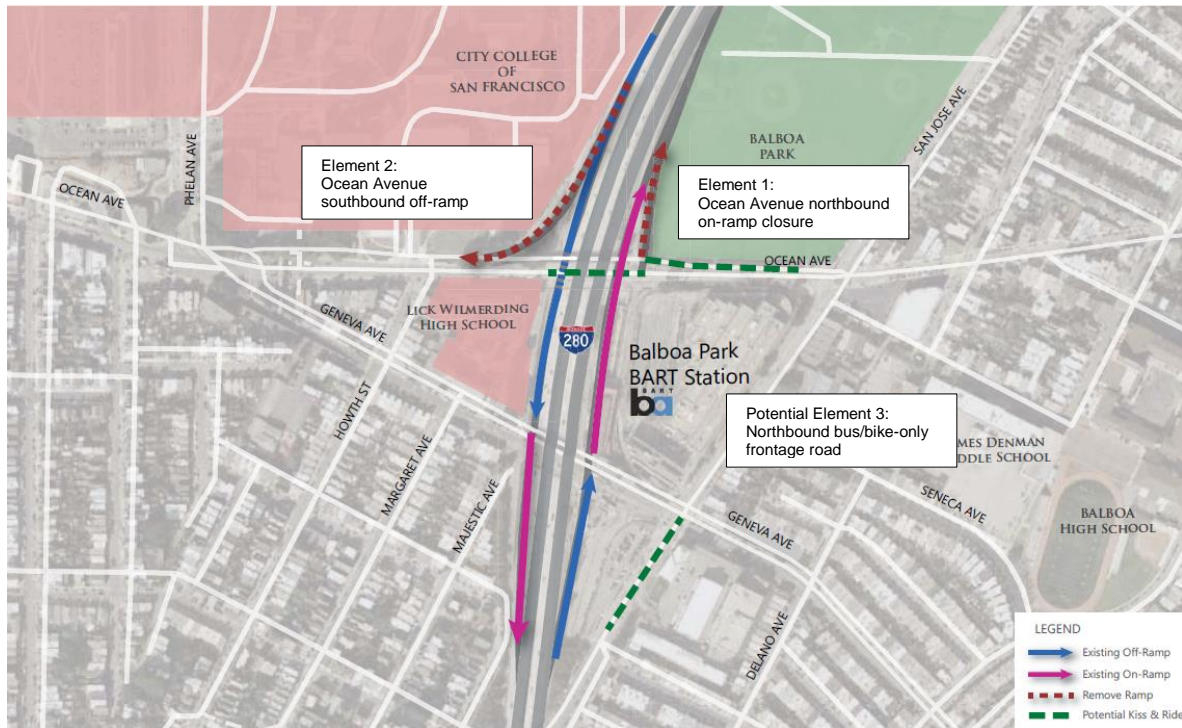 CITY COLLEGE
OF
SAN FRANCISCO
BALBOA
PARK
SAN JOSE AVE
PHELAN AVE
OCEAN AVE
Element 2:
Ocean Avenue
southbound off-ramp
Element 1:
Ocean Avenue northbound
on-ramp closure
OCEAN AVE
LICK WILMERDING
HIGH SCHOOL
GENEVA AVE
INTERSTATE
280
Balboa Park
BART Station
BART
ba
HOWTH ST
MARGARET AVE
MAJESTIC AVE
Potential Element 3:
Northbound bus/bike-only
frontage road
MES DENMAN
DDLE SCHOOL
SENECA AVE
BALBOA
HIGH SCHOOL
GENEVA AVE
DELANO AVE
LEGEND
Existing Off-Ramp
Existing On-Ramp
Remove Ramp
Potential Kiss & Ride